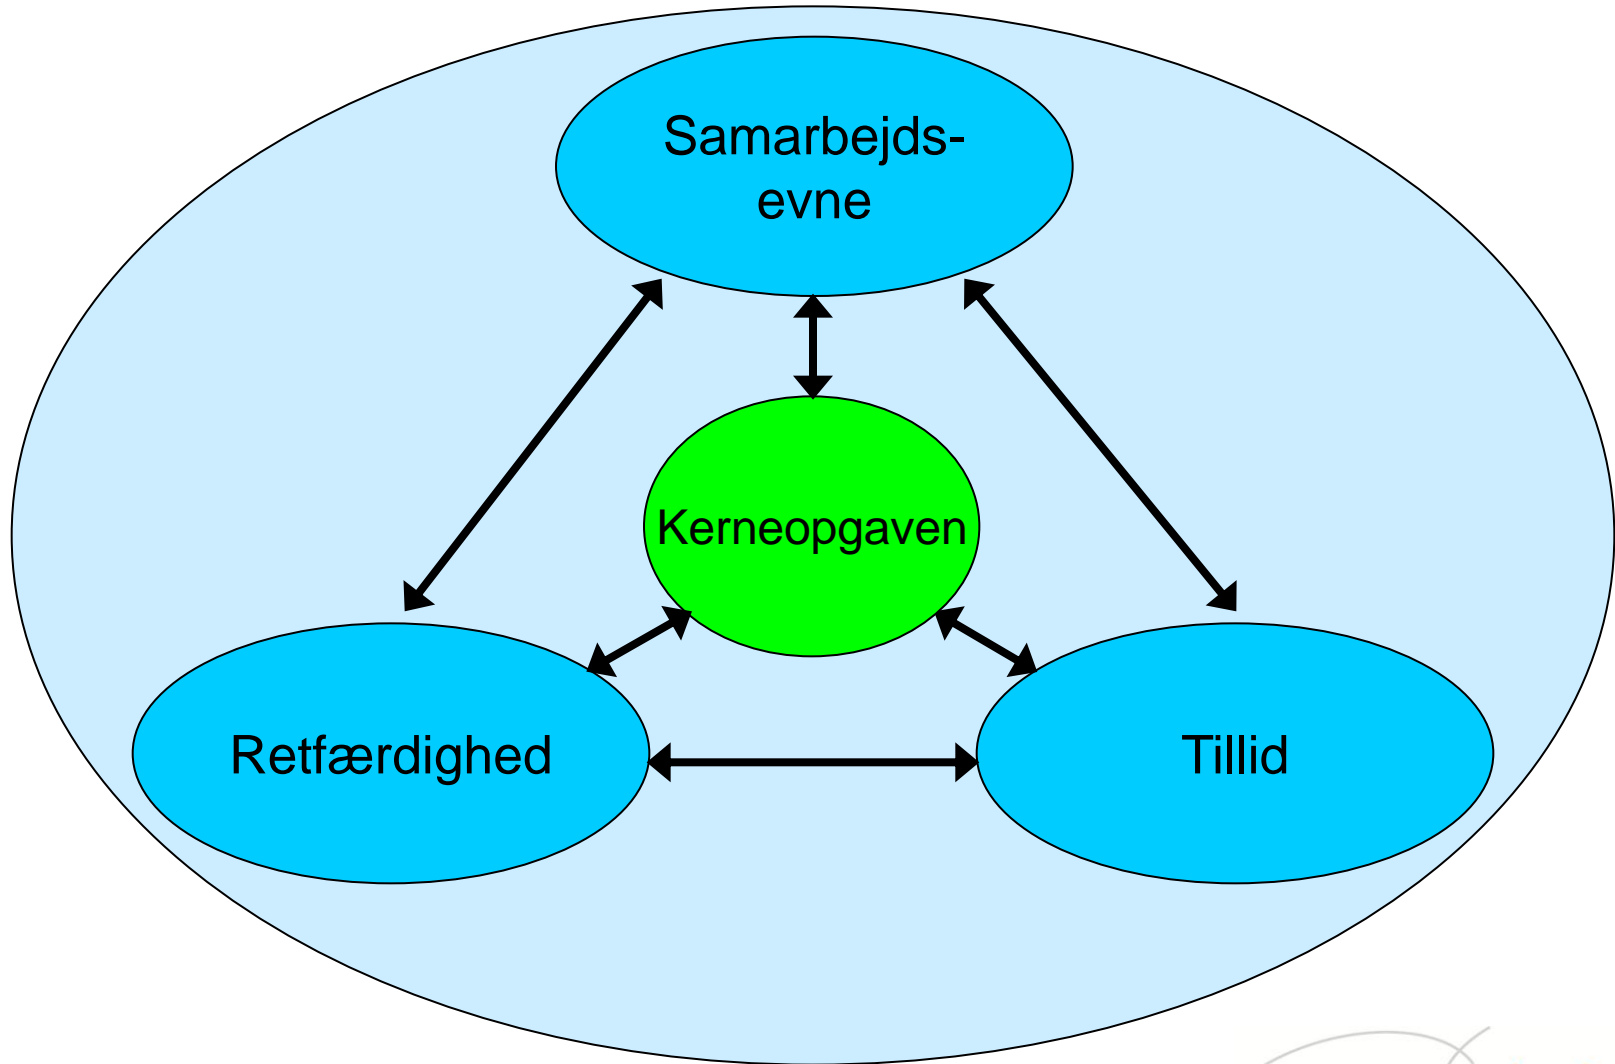 Samarbejds-
evne
Kerneopgaven
Retfærdighed
Tillid